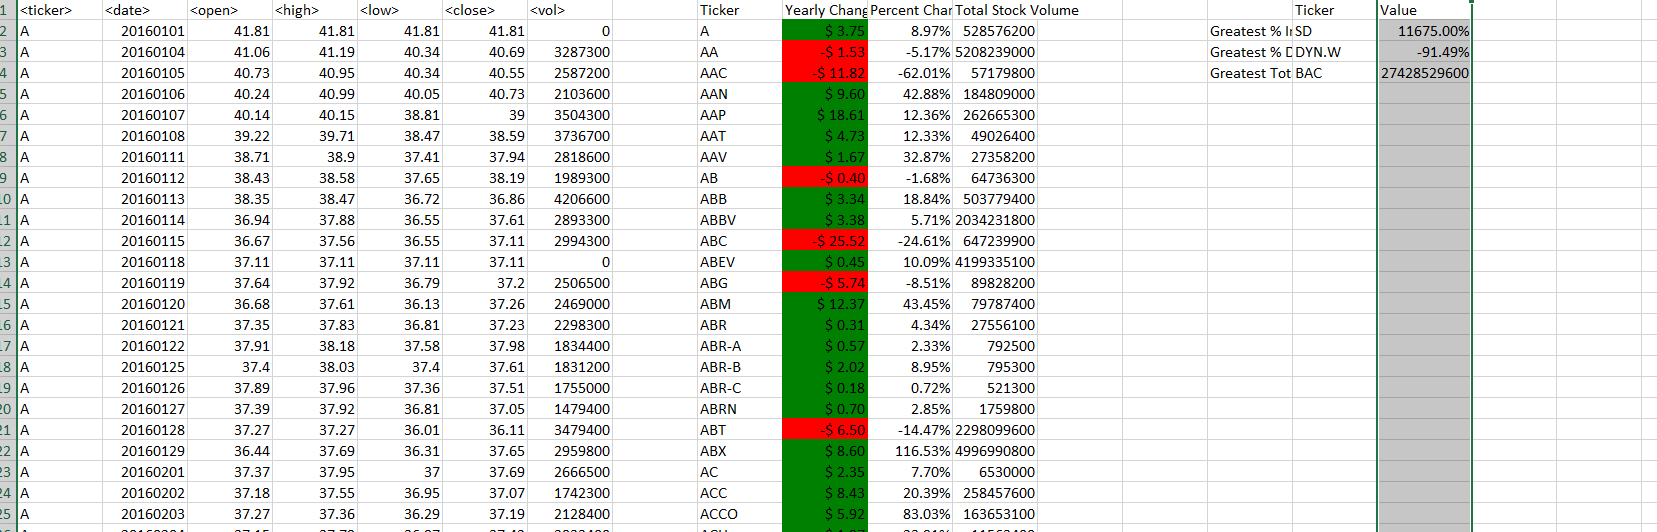 1 <ticker> <date> <open> <high> <low> <close> <vol> Ticker Yearly Chang Percent Char Total Stock Volume Ticker Value
2 A 20160101 41.81 41.81 41.81 41.81 0 A $ 3.75 8.97% 528576200 Greatest % I SD 11675.00%
3 A 20160104 41.06 41.19 40.34 40.69 3287300 AA -$ 1.53 -5.17% 5208239000 Greatest % D DYN.W -91.49%
4 A 20160105 40.73 40.95 40.34 40.55 2587200 AAC -$ 11.82 -62.01% 57179800 Greatest Tot BAC 27428529600
5 A 20160106 40.24 40.99 40.05 40.73 2103600 AAN $ 9.60 42.88% 184809000
6 A 20160107 40.14 40.15 38.81 39 3504300 AAP $ 18.61 12.36% 262665300
7 A 20160108 39.22 39.71 38.47 38.59 3736700 AAT $ 4.73 12.33% 49026400
8 A 20160111 38.71 38.9 37.41 37.94 2818600 AAV $ 1.67 32.87% 27358200
9 A 20160112 38.43 38.58 37.65 38.19 1989300 AB -$ 0.40 -1.68% 64736300
10 A 20160113 38.35 38.47 36.72 36.86 4206600 ABB $ 3.34 18.84% 503779400
11 A 20160114 36.94 37.88 36.55 37.61 2893300 ABBV $ 3.38 5.71% 2034231800
12 A 20160115 36.67 37.56 36.55 37.11 2994300 ABC -$ 25.52 -24.61% 647239900
13 A 20160118 37.11 37.11 37.11 37.11 0 ABEV $ 0.45 10.09% 4199335100
14 A 20160119 37.64 37.92 36.79 37.2 2506500 ABG -$ 5.74 -8.51% 89828200
15 A 20160120 36.68 37.61 36.13 37.26 2469000 ABM $ 12.37 43.45% 79787400
16 A 20160121 37.35 37.83 36.81 37.23 2298300 ABR $ 0.31 4.34% 27556100
17 A 20160122 37.91 38.18 37.58 37.98 1834400 ABR-A $ 0.57 2.33% 792500
18 A 20160125 37.4 38.03 37.4 37.61 1831200 ABR-B $ 2.02 8.95% 795300
19 A 20160126 37.89 37.96 37.36 37.51 1755000 ABR-C $ 0.18 0.72% 521300
20 A 20160127 37.39 37.92 36.81 37.05 1479400 ABRN $ 0.70 2.85% 1759800
21 A 20160128 37.27 37.27 36.01 36.11 3479400 ABT -$ 6.50 -14.47% 2298099600
22 A 20160129 36.44 37.69 36.31 37.65 2959800 ABX $ 8.60 116.53% 4996990800
23 A 20160201 37.37 37.95 37 37.69 2666500 AC $ 2.35 7.70% 6530000
24 A 20160202 37.18 37.55 36.95 37.07 1742300 ACC $ 8.43 20.39% 258457600
25 A 20160203 37.27 37.36 36.29 37.19 2128400 ACCO $ 5.92 83.03% 163653100